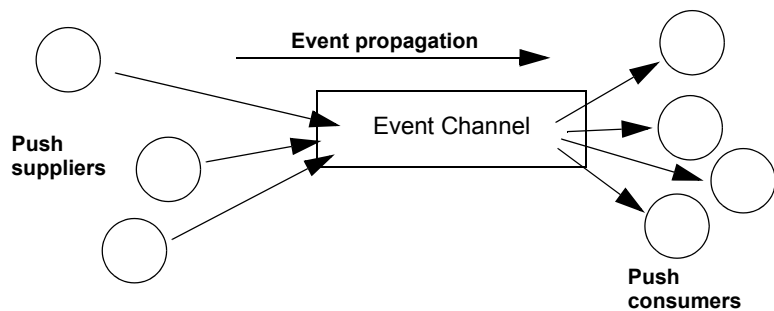 Event propagation
Event Channel
Push
suppliers
Push
consumers